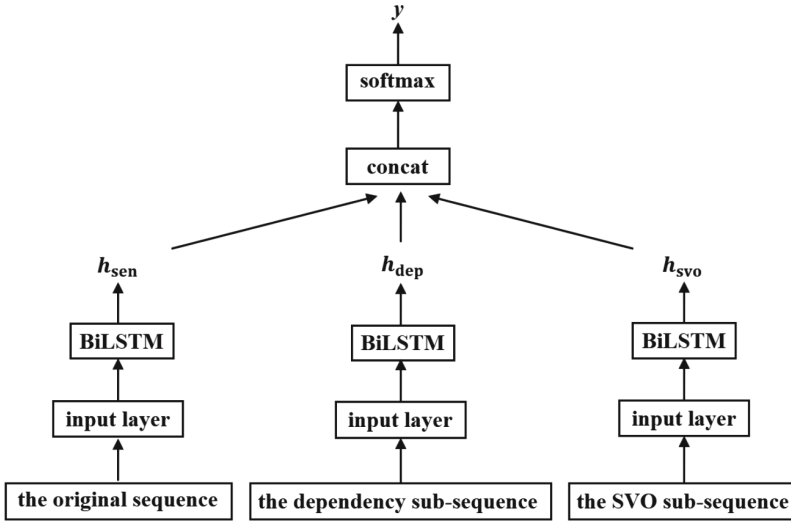 y
softmax
concat
h_sen h_dep h_svo
BiLSTM BiLSTM BiLSTM
input layer input layer input layer
the original sequence the dependency sub-sequence the SVO sub-sequence